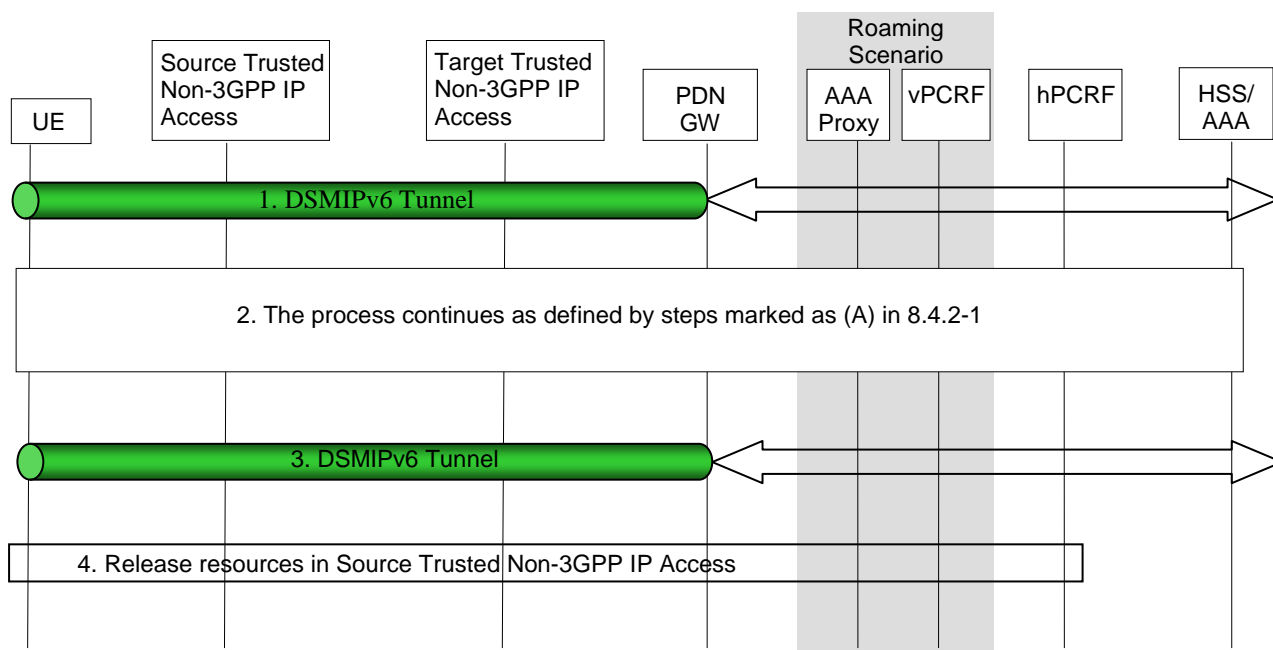 Roaming
Scenario
Source Trusted
Non-3GPP IP
Access
Target Trusted
Non-3GPP IP
Access
UE
PDN
GW
AAA
Proxy
vPCRF
hPCRF
HSS/
AAA
1. DSMIPv6 Tunnel
2. The process continues as defined by steps marked as (A) in 8.4.2-1
3. DSMIPv6 Tunnel
4. Release resources in Source Trusted Non-3GPP IP Access